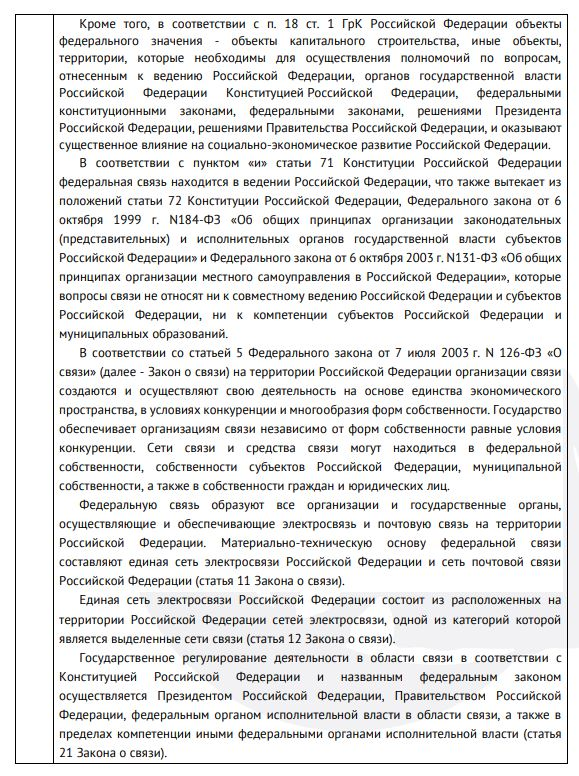 Кроме того, в соответствии с п. 18 ст. 1 ГрК Российской Федерации объекты
федерального значения - объекты капитального строительства, иные объекты,
территории, которые необходимы для осуществления полномочий по вопросам,
отнесенным к ведению Российской Федерации, органов государственной власти
Российской Федерации Конституцией Российской Федерации, федеральными
конституционными законами, федеральными законами, решениями Президента
Российской Федерации, решениями Правительства Российской Федерации, и оказывают
существенное влияние на социально-экономическое развитие Российской Федерации.
В соответствии с пунктом «и» статьи 71 Конституции Российской Федерации
федеральная связь находится в ведении Российской Федерации, что также вытекает из
положений статьи 72 Конституции Российской Федерации, Федерального закона от 6
октября 1999 г. N184-ФЗ «Об общих принципах организации законодательных
(представительных) и исполнительных органов государственной власти субъектов
Российской Федерации» и Федерального закона от 6 октября 2003 г. N131-ФЗ «Об общих
принципах организации местного самоуправления в Российской Федерации», которые
вопросы связи не относят ни к совместному ведению Российской Федерации и субъектов
Российской Федерации, ни к компетенции субъектов Российской Федерации и
муниципальных образований.
В соответствии со статьей 5 Федерального закона от 7 июля 2003 г. N 126-ФЗ «О
связи» (далее - Закон о связи) на территории Российской Федерации организации связи
создаются и осуществляют свою деятельность на основе единства экономического
пространства, в условиях конкуренции и многообразия форм собственности. Государство
обеспечивает организациям связи независимо от форм собственности равные условия
конкуренции. Сети связи и средства связи могут находиться в федеральной
собственности, собственности субъектов Российской Федерации, муниципальной
собственности, а также в собственности граждан и юридических лиц.
Федеральную связь образуют все организации и государственные органы,
осуществляющие и обеспечивающие электросвязь и почтовую связь на территории
Российской Федерации. Материально-техническую основу федеральной связи
составляют единая сеть электросвязи Российской Федерации и сеть почтовой связи
Российской Федерации (статья 11 Закона о связи).
Единая сеть электросвязи Российской Федерации состоит из расположенных на
территории Российской Федерации сетей электросвязи, одной из категорий которой
является выделенные сети связи (статья 12 Закона о связи).
Государственное регулирование деятельности в области связи в соответствии с
Конституцией Российской Федерации и названным федеральным законом
осуществляется Президентом Российской Федерации, Правительством Российской
Федерации, федеральным органом исполнительной власти в области связи, а также в
пределах компетенции иными федеральными органами исполнительной власти (статья
21 Закона о связи).